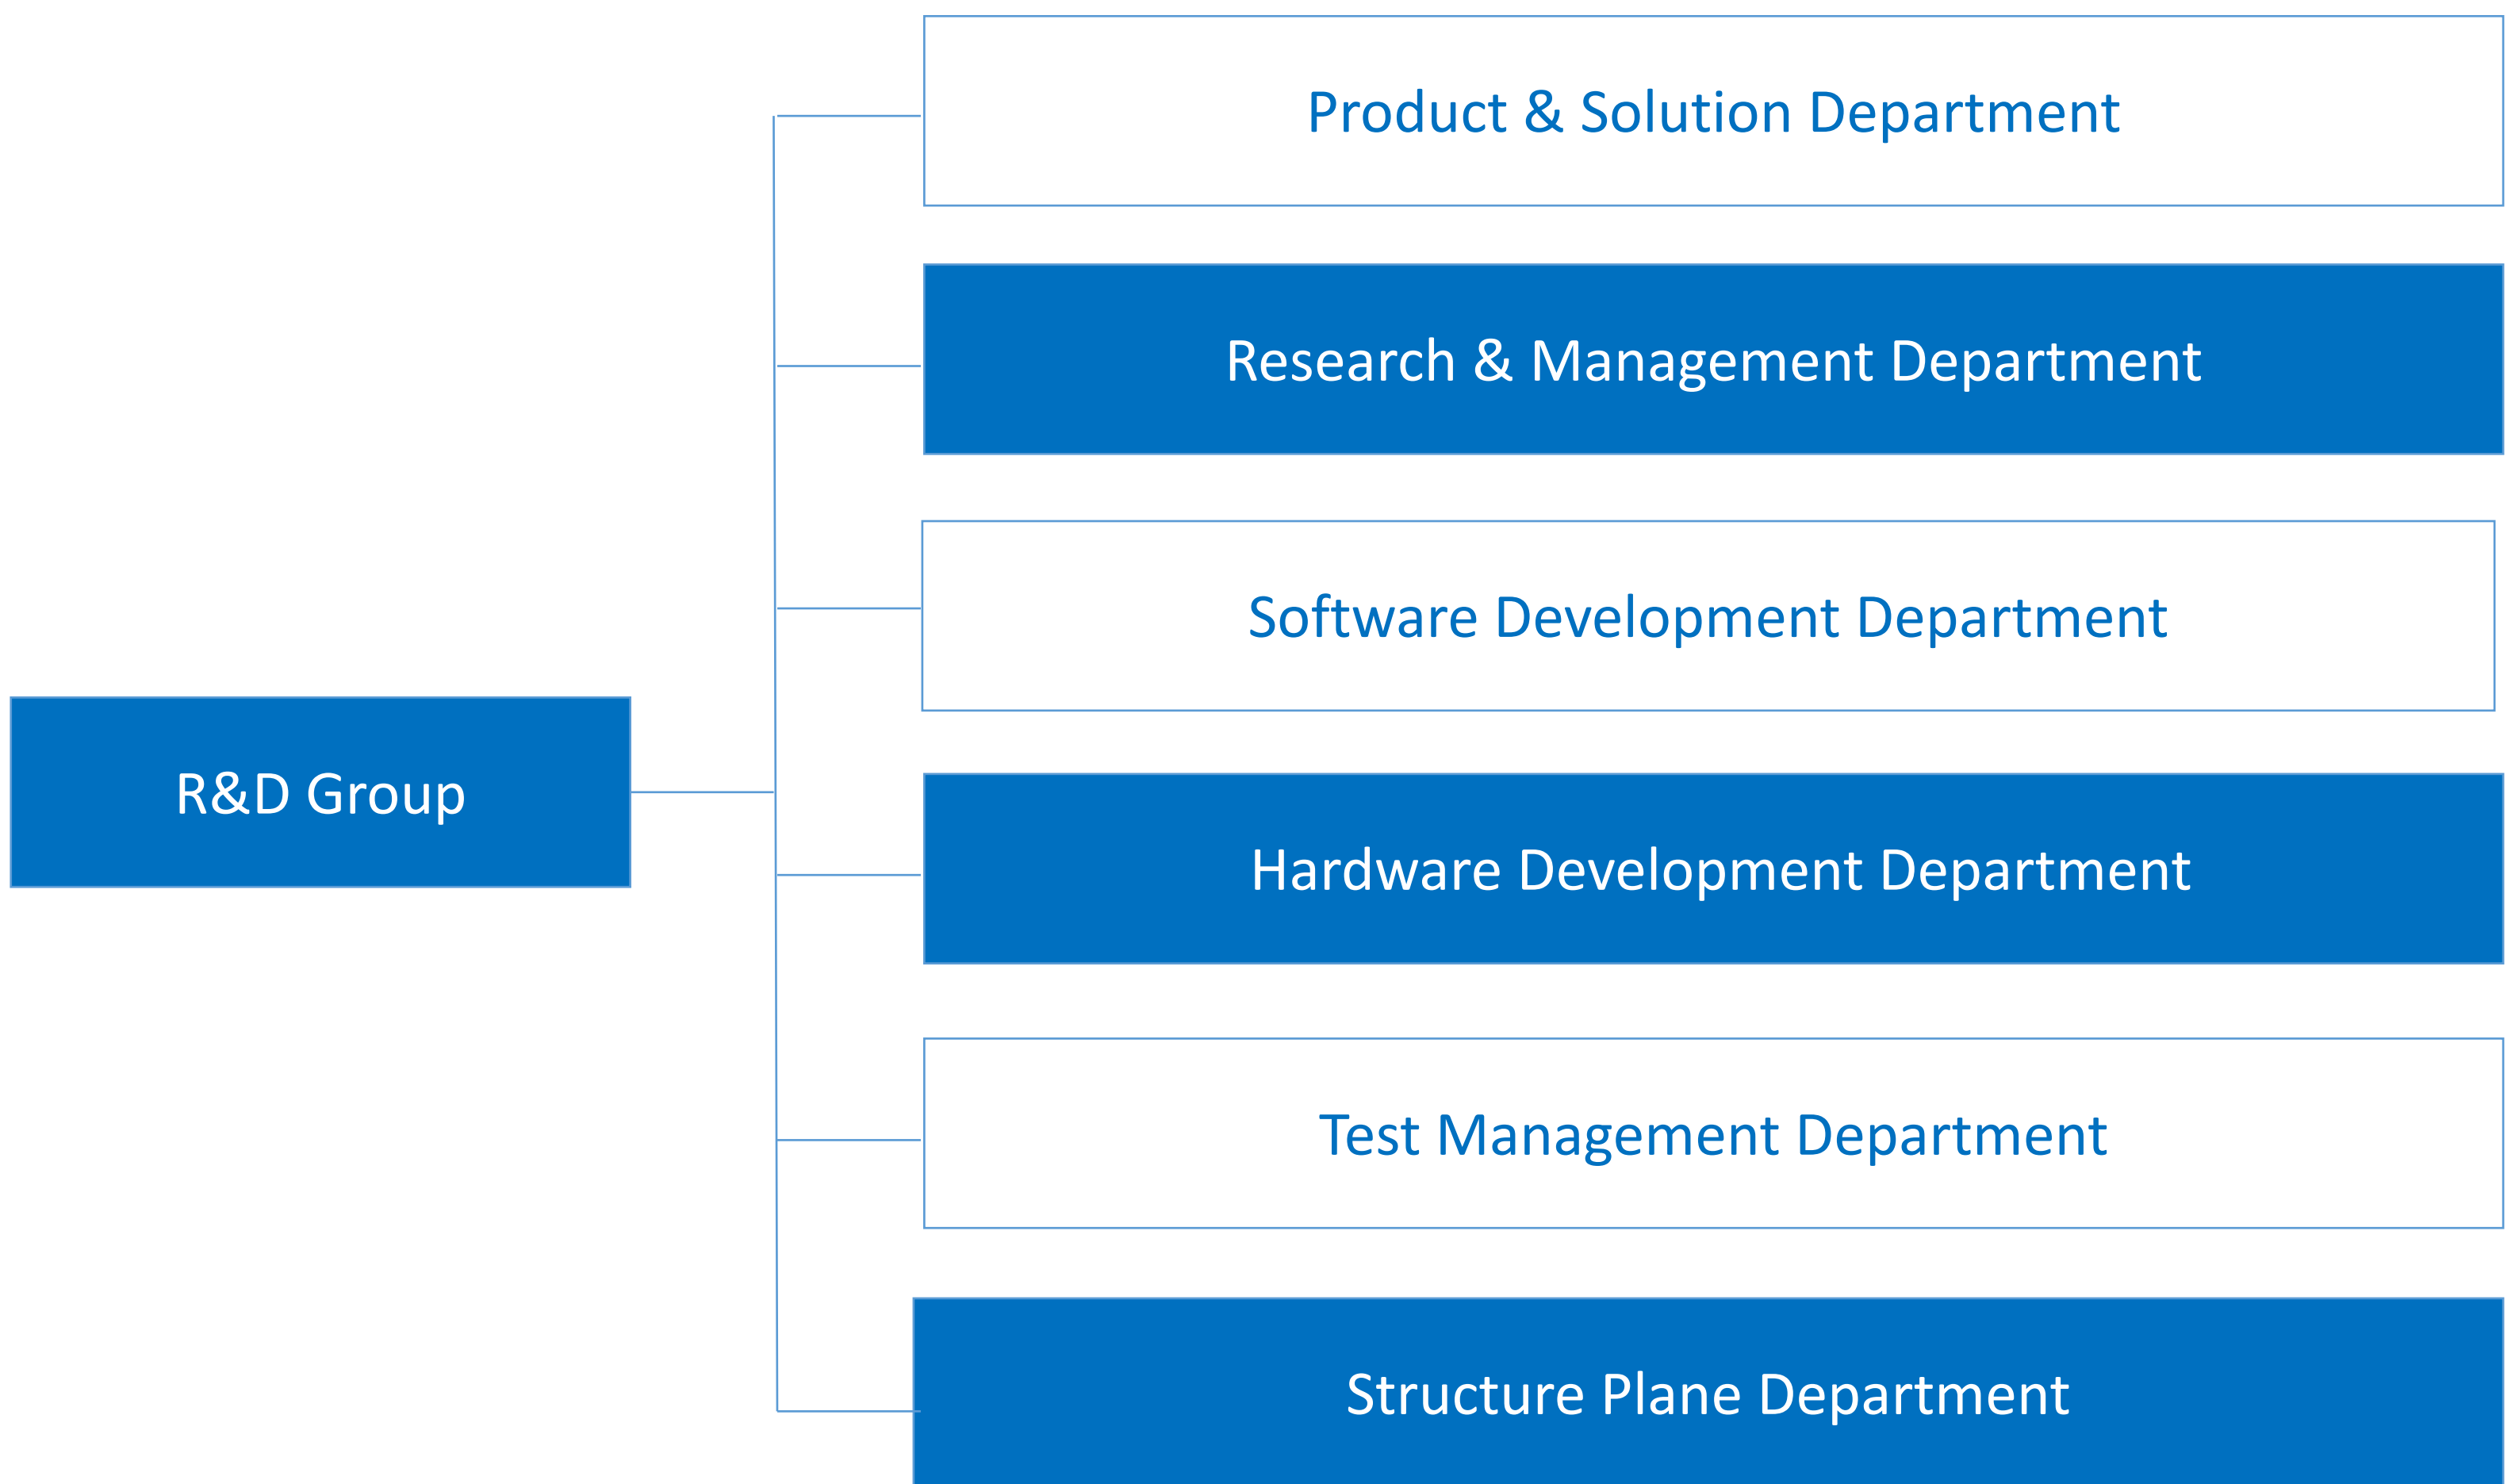 Product & Solution Department
Research & Management Department
Software Development Department
R&D Group
Hardware Development Department
Test Management Department
Structure Plane Department